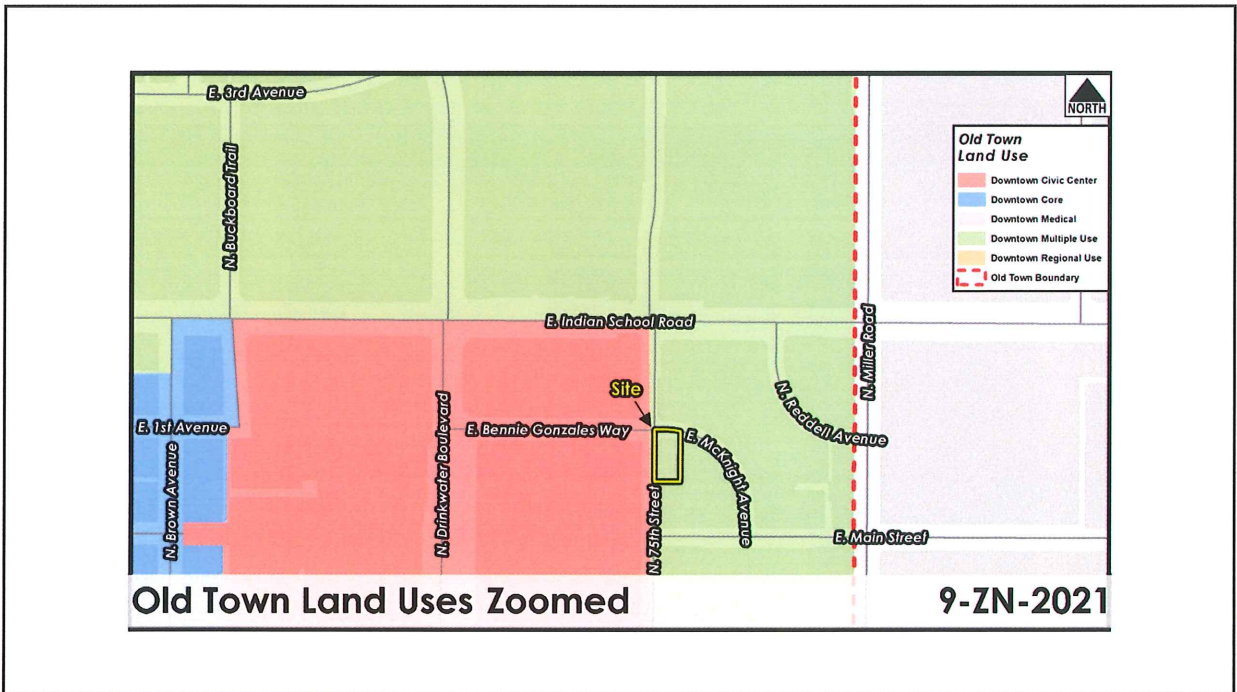 E. 3rd Avenue
NORTH
N. Buckboard Trail
Old Town
Land Use
Downtown Civic Center
Downtown Core
Downtown Medical
Downtown Multiple Use
Downtown Regional Use
Old Town Boundary
E. Indian School Road
N. Miller Road
Site
N. Reddell Avenue
E. 1st Avenue
N. Drinkwater Boulevard
E. Bennie Gonzales Way
E. McKnight Avenue
N. Brown Avenue
N. 75th Street
E. Main Street
Old Town Land Uses Zoomed
9-ZN-2021